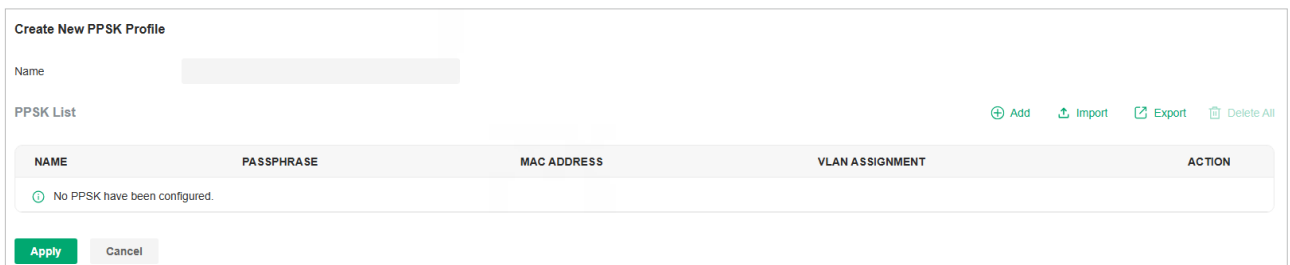 Create New PPSK Profile
Name
PPSK List
Add Import Export Delete All
NAME PASSPHRASE MAC ADDRESS VLAN ASSIGNMENT ACTION
No PPSK have been configured.
Apply Cancel